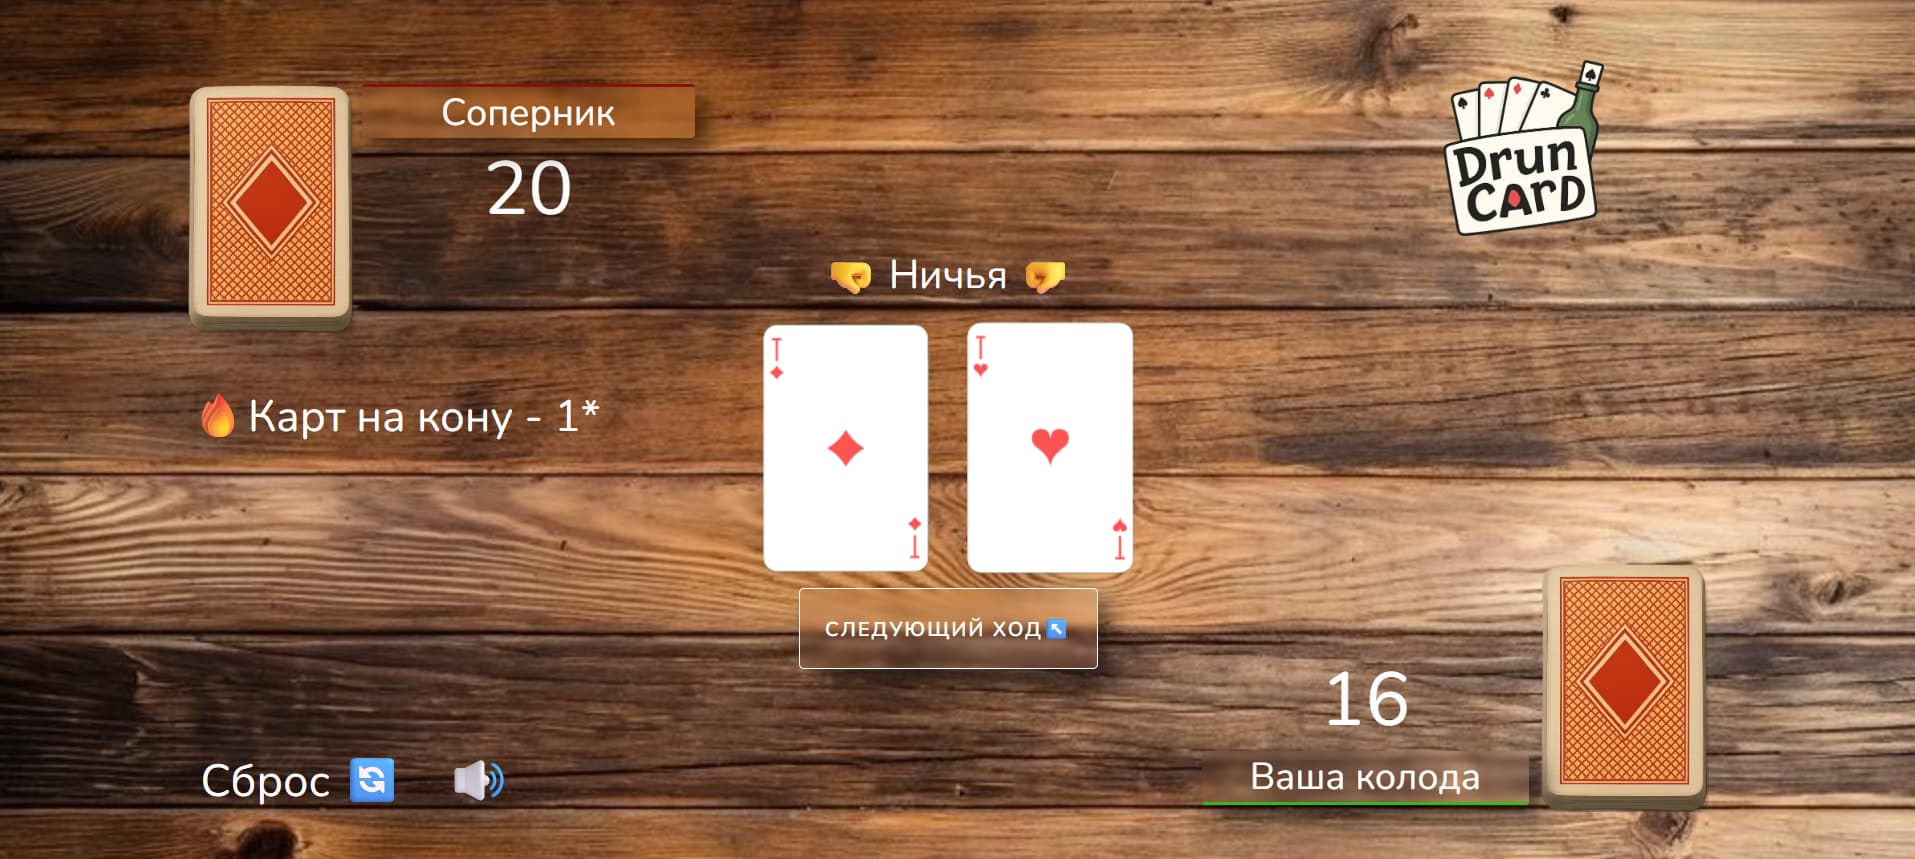 Соперник
20
Drun
CARD
Ничья
Т
Т
Т
Т
Карт на кону - 1*
СЛЕДУЮЩИЙ ХОД
16
Ваша колода
Сброс